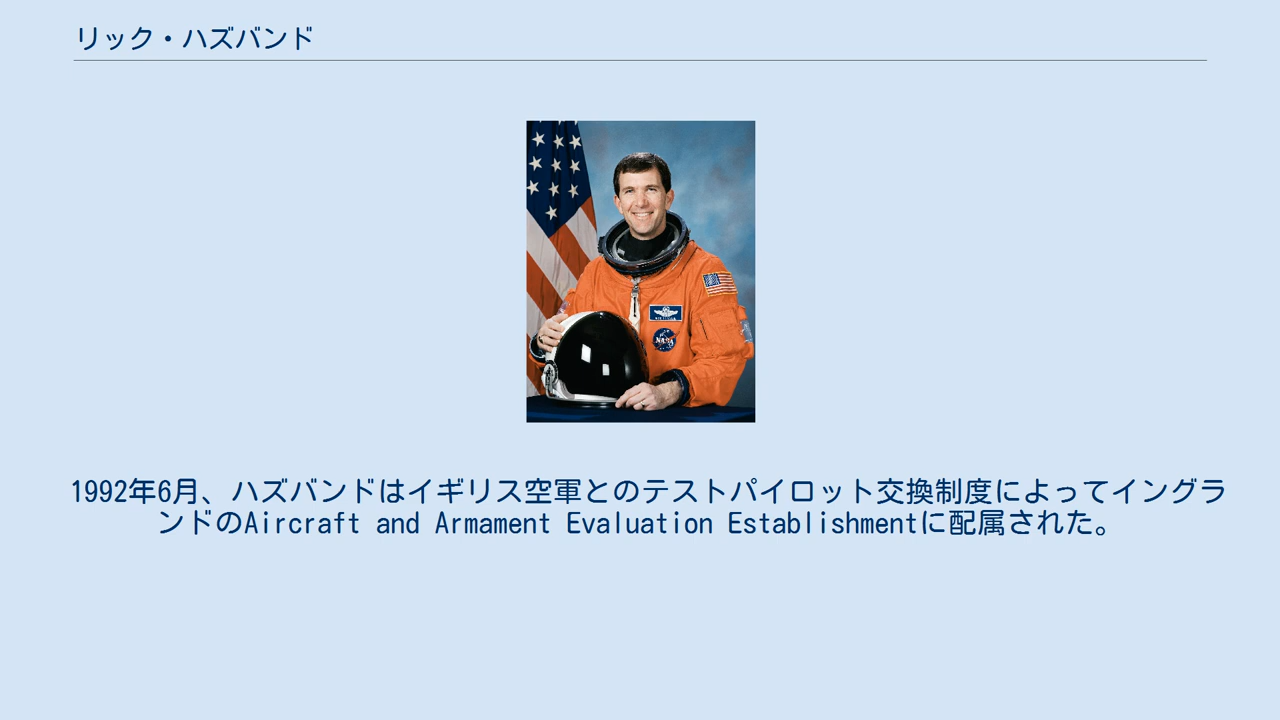 リック・ハズバンド
NASA
1992年6月、ハズバンドはイギリス空軍とのテストパイロット交換制度によってイングラ
ンドのAircraft and Armament Evaluation Establishmentに配属された。